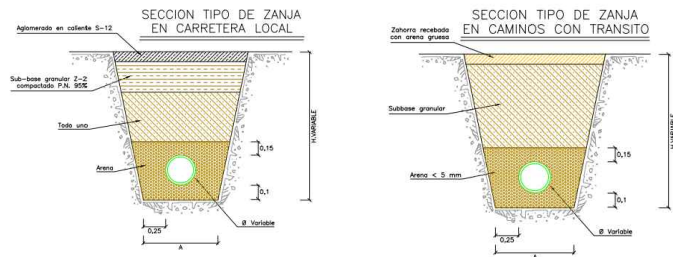 SECCION TIPO DE ZANJA
EN CARRETERA LOCAL
Aglomerado en caliente S-12
Sub-base granular Z-2
compactado P.N. 95%
Todo uno
Arena
0,15
0,1
H.VARIABLE
Ø Variable
0,25
A
SECCION TIPO DE ZANJA
EN CAMINOS CON TRANSITO
Zahorra recebada
con arena gruesa
Subbase granular
Arena < 5 mm
0,15
0,1
H.VARIABLE
Ø Variable
0,25
A